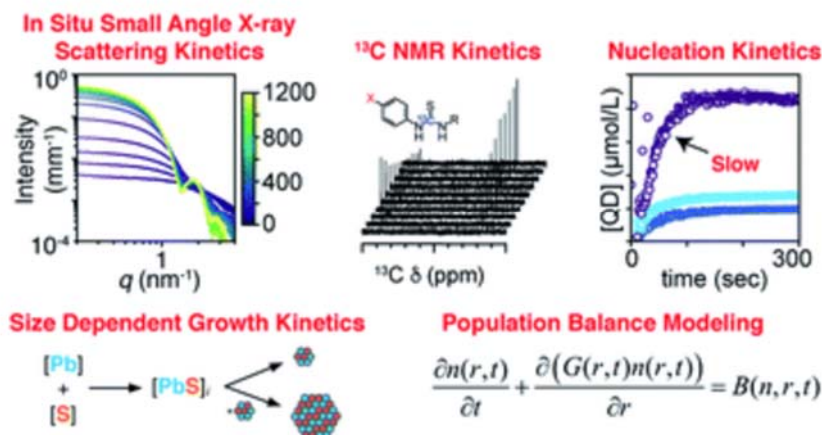 In Situ Small Angle X-ray
Scattering Kinetics
¹³C NMR Kinetics
Nucleation Kinetics
10⁰
Intensity
(mm⁻¹)
10⁻⁴
1
q (nm⁻¹)
1200
800
400
0
X
S
N
H
N
H
R
¹³C δ (ppm)
[QD] (μmol/L)
Slow
0
300
time (sec)
Size Dependent Growth Kinetics
Population Balance Modeling
[Pb]
+
[S]
[PbS]ᵢ
+
∂n(r,t)/∂t + ∂(G(r,t)n(r,t))/∂r = B(n,r,t)